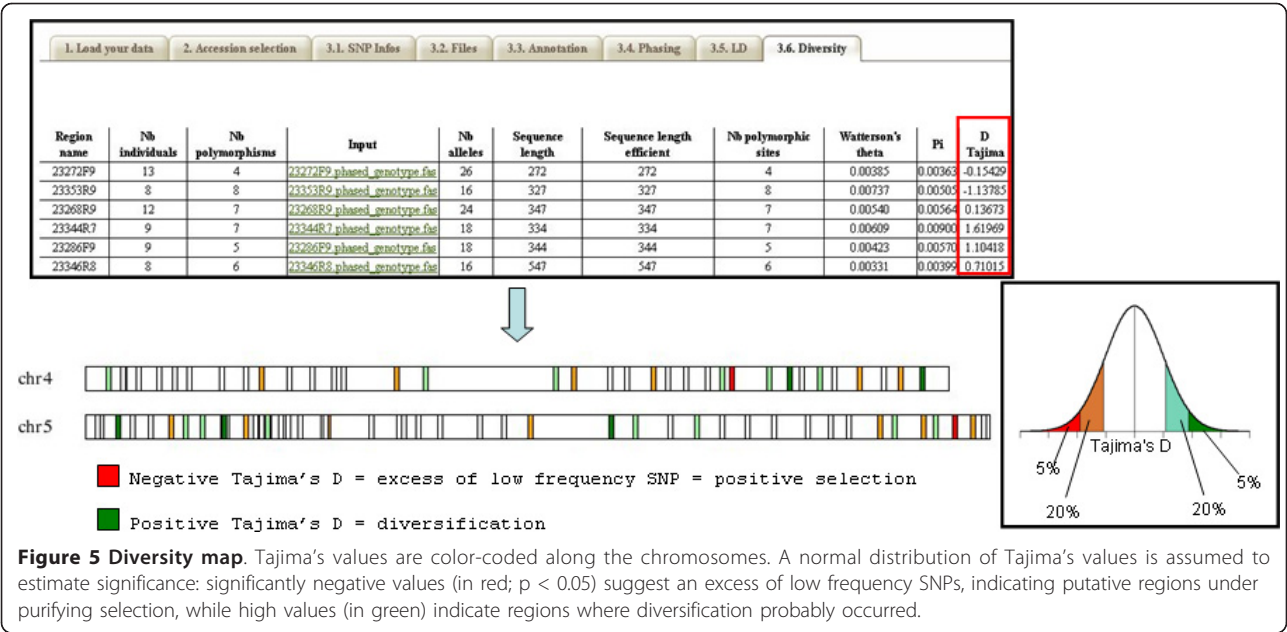 1. Load your data 2. Accession selection 3.1. SNP Infos 3.2. Files 3.3. Annotation 3.4. Phasing 3.5. LD 3.6. Diversity
Region name Nb individuals Nb polymorphisms Input Nb alleles Sequence length Sequence length efficient Nb polymorphic sites Watterson's theta Pi D Tajima
23272F9 13 4 23272F9.phased_genotype.fas 26 272 272 4 0.00385 0.00363 -0.15429
23353R9 8 8 23353R9.phased_genotype.fas 16 327 327 8 0.00737 0.00505 -1.13785
23268R9 12 7 23268R9.phased_genotype.fas 24 347 347 7 0.00540 0.00564 0.13673
23344R7 9 7 23344R7.phased_genotype.fas 18 334 334 7 0.00609 0.00900 1.61969
23286F9 9 5 23286F9.phased_genotype.fas 18 344 344 5 0.00423 0.00570 1.10418
23346R8 8 6 23346R8.phased_genotype.fas 16 547 547 6 0.00331 0.00399 0.71015
chr4
chr5
Negative Tajima's D = excess of low frequency SNP = positive selection
Positive Tajima's D = diversification
Tajima's D
5% 5%
20% 20%
Figure 5 Diversity map. Tajima's values are color-coded along the chromosomes. A normal distribution of Tajima's values is assumed to
estimate significance: significantly negative values (in red; p < 0.05) suggest an excess of low frequency SNPs, indicating putative regions under
purifying selection, while high values (in green) indicate regions where diversification probably occurred.